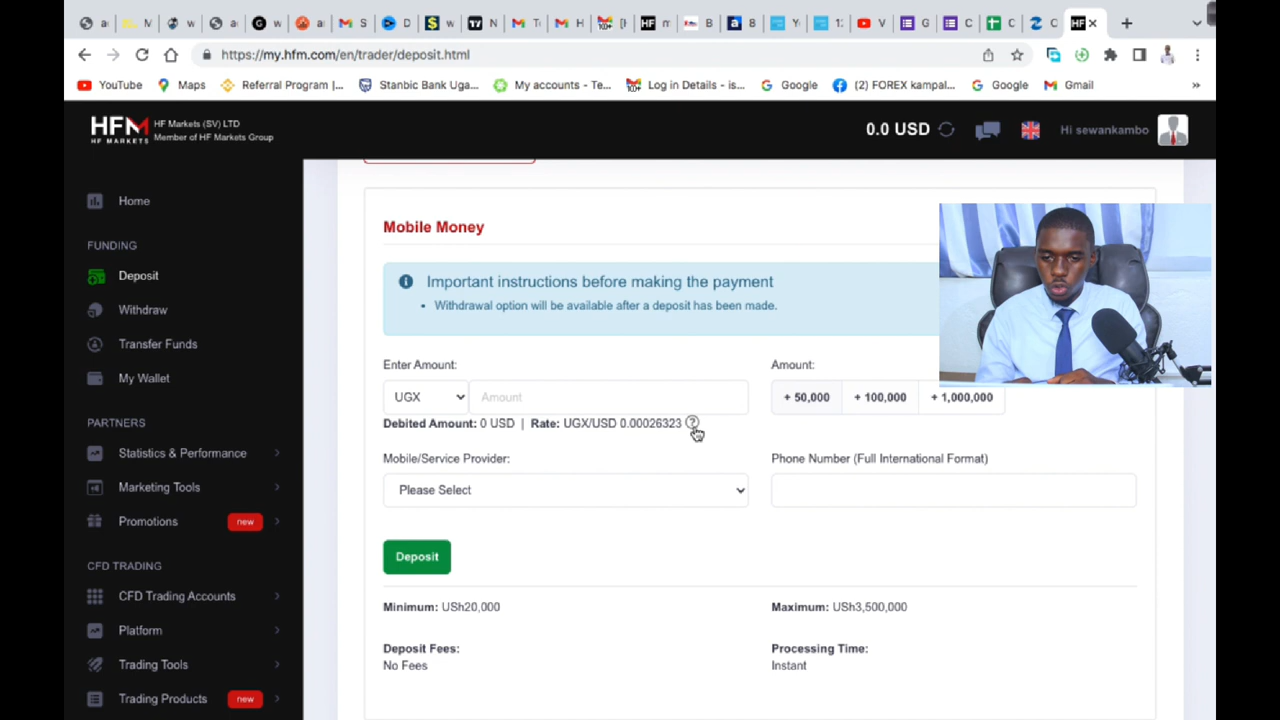 https://my.hfm.com/en/trader/deposit.html
YouTube Maps Referral Program |... Stanbic Bank Uga... My accounts - Te... Log in Details - is... Google (2) FOREX kampal... Google Gmail »
HFM
HF MARKETS
HF Markets (SV) LTD
Member of HF Markets Group
0.0 USD
Hi sewankambo
Home
FUNDING
Deposit
Withdraw
Transfer Funds
My Wallet
PARTNERS
Statistics & Performance
Marketing Tools
Promotions new
CFD TRADING
CFD Trading Accounts
Platform
Trading Tools
Trading Products new
Mobile Money
Important instructions before making the payment
• Withdrawal option will be available after a deposit has been made.
Enter Amount:
UGX Amount
Debited Amount: 0 USD | Rate: UGX/USD 0.00026323 ?
Amount:
+ 50,000 + 100,000 + 1,000,000
Mobile/Service Provider:
Please Select
Phone Number (Full International Format)
Deposit
Minimum: USh20,000
Maximum: USh3,500,000
Deposit Fees:
No Fees
Processing Time:
Instant